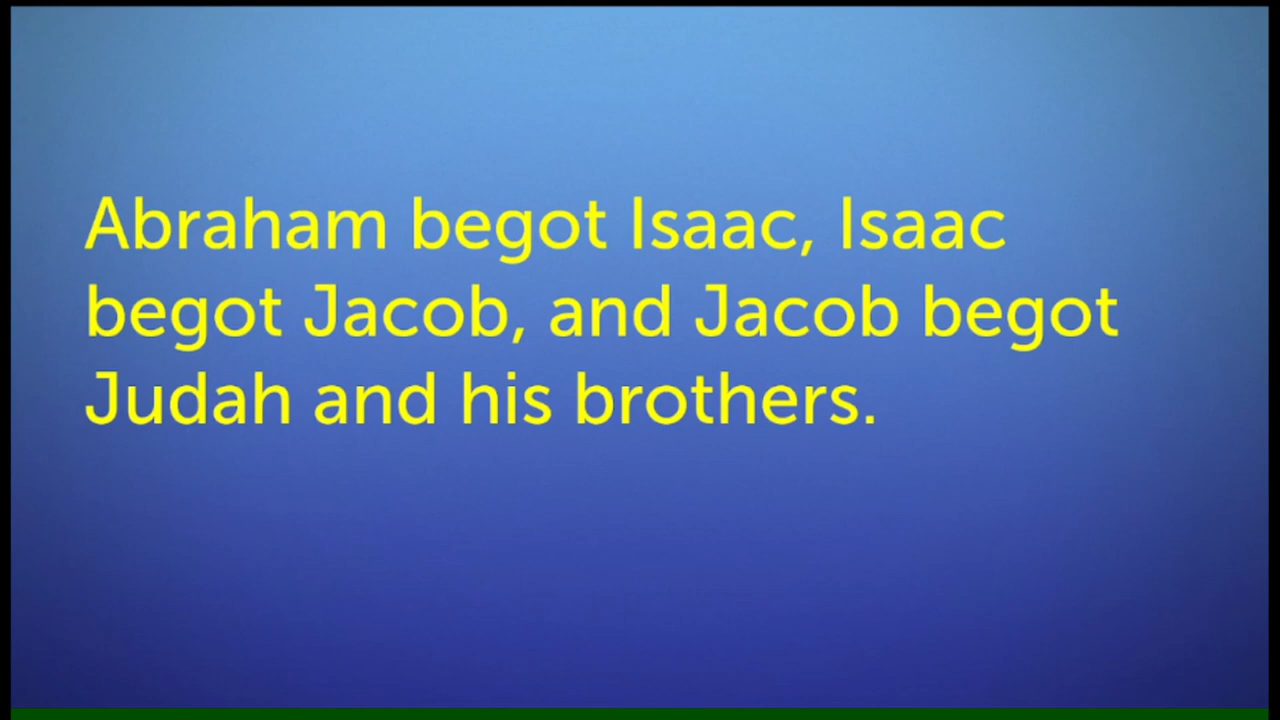 Abraham begot Isaac, Isaac
begot Jacob, and Jacob begot
Judah and his brothers.